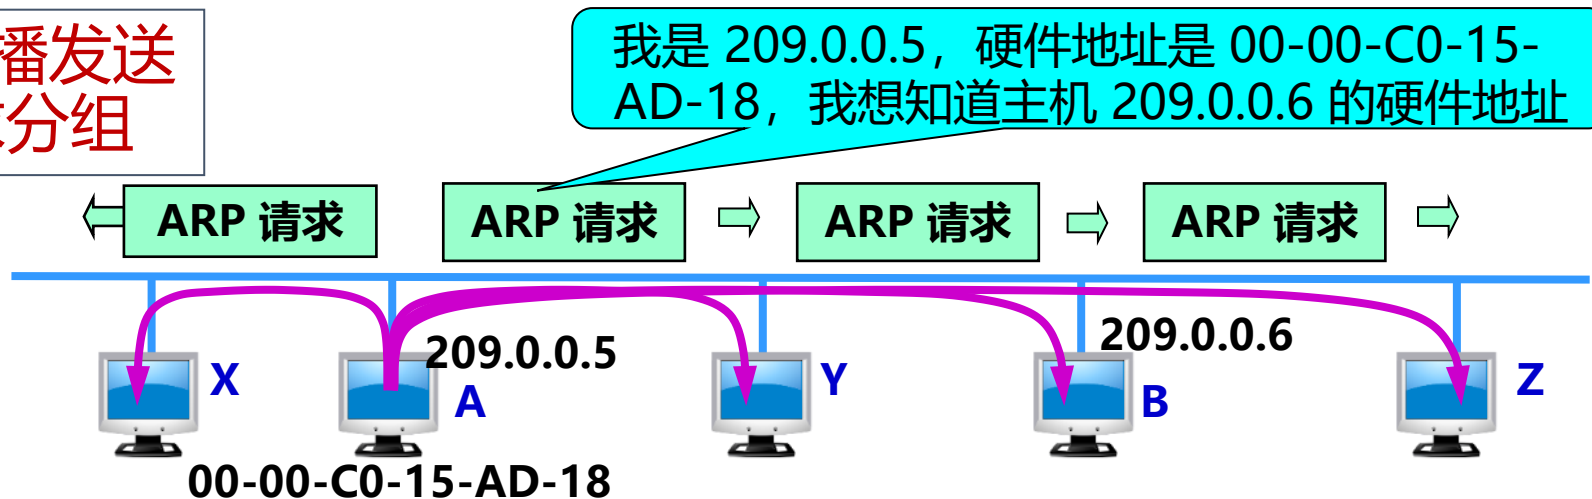 播发送
分组
我是 209.0.0.5，硬件地址是 00-00-C0-15-
AD-18，我想知道主机 209.0.0.6 的硬件地址
ARP 请求
ARP 请求
ARP 请求
ARP 请求
209.0.0.5
209.0.0.6
X
A
Y
B
Z
00-00-C0-15-AD-18